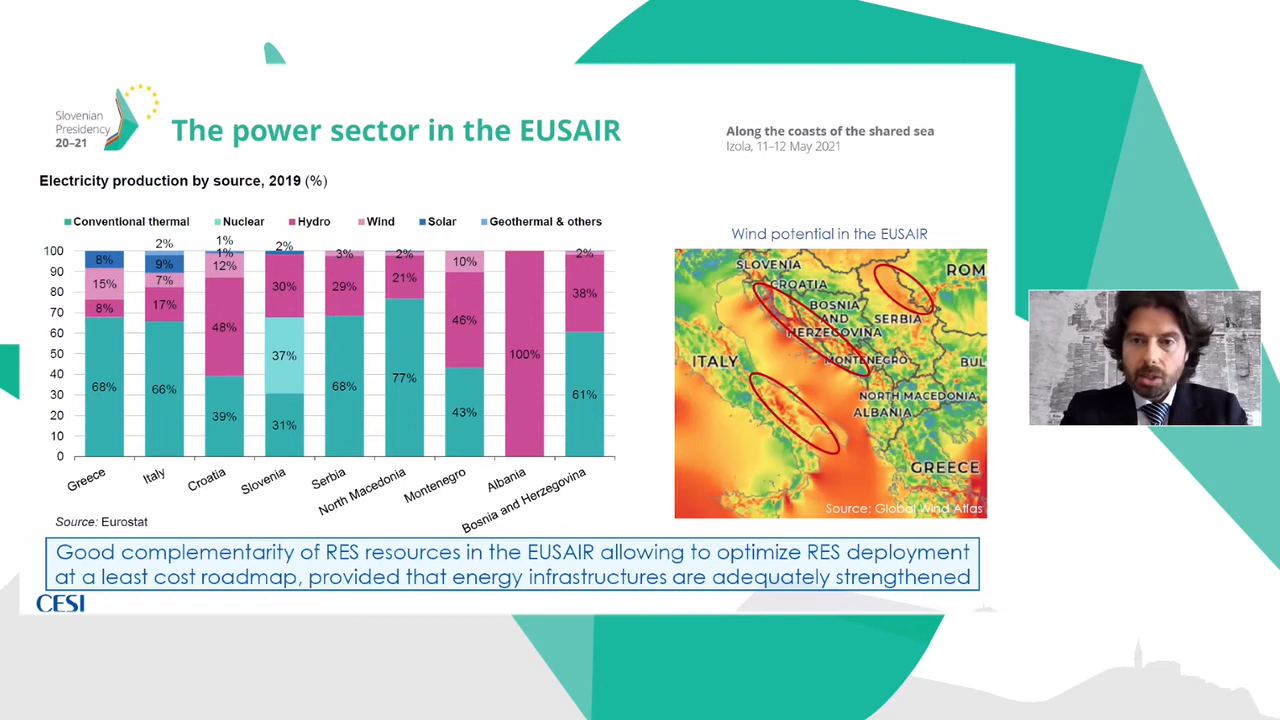 Slovenian
Presidency
20–21
The power sector in the EUSAIR
Along the coasts of the shared sea
Izola, 11–12 May 2021
Electricity production by source, 2019 (%)
Conventional thermal Nuclear Hydro Wind Solar Geothermal & others
100
90
80
70
60
50
40
30
20
10
0
8%
15%
8%
68%
2%
9%
7%
17%
66%
1%
1%
12%
48%
39%
2%
30%
37%
31%
3%
29%
68%
2%
21%
77%
10%
46%
43%
100%
2%
38%
61%
Greece
Italy
Croatia
Slovenia
Serbia
North Macedonia
Montenegro
Albania
Bosnia and Herzegovina
Source: Eurostat
Wind potential in the EUSAIR
SLOVENIA
CROATIA
ROM
BOSNIA
AND
HERZEGOVINA
SERBIA
ITALY
MONTENEGRO
BUL
NORTH MACEDONIA
ALBANIA
GREECE
Source: Global Wind Atlas
Good complementarity of RES resources in the EUSAIR allowing to optimize RES deployment
at a least cost roadmap, provided that energy infrastructures are adequately strengthened
CESI